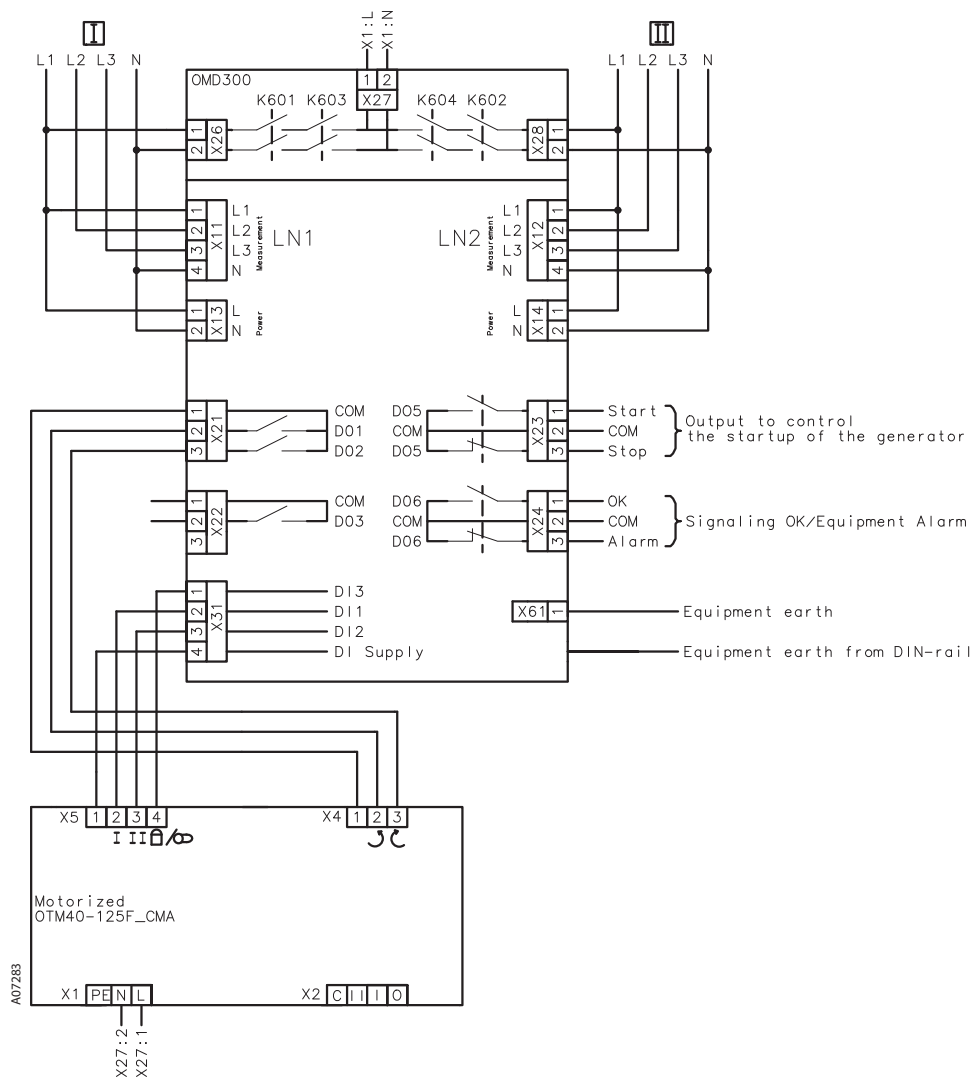 I
II
X1:L
X1:N
L1 L2 L3 N
L1 L2 L3 N
OMD300
1 2
X27
K601 K603 K604 K602
1
2
X26
X28
1
2
1
2
3
4
X11
L1
L2
L3
N
Measurement
LN1
LN2
Measurement
L1
L2
L3
N
X12
1
2
3
4
1
2
X13
L
N
Power
Power
L
N
X14
1
2
1
2
3
X21
COM
DO1
DO2
DO5
COM
DO5
X23
1
2
3
Start
COM
Stop
Output to control
the startup of the generator
1
2
3
X22
COM
DO3
DO6
COM
DO6
X24
1
2
3
OK
COM
Alarm
Signaling OK/Equipment Alarm
1
2
3
4
X31
DI3
DI1
DI2
DI Supply
X61 1
Equipment earth
Equipment earth from DIN-rail
X5 1 2 3 4
I II /
X4 1 2 3
Motorized
OTM40-125F_CMA
A07283
X1 PE N L
X2 C II I O
X27:2
X27:1